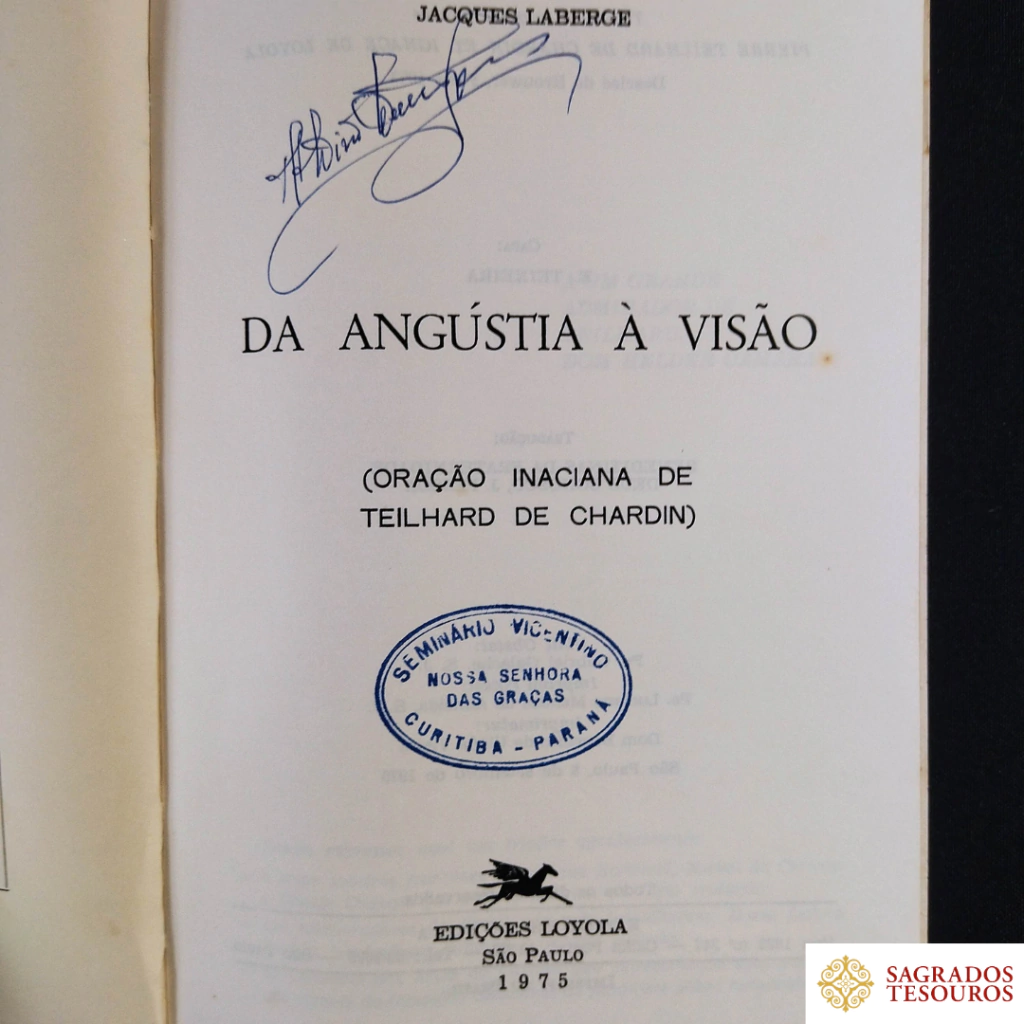 JACQUES LABERGE
DA ANGÚSTIA À VISÃO
(ORAÇÃO INACIANA DE
TEILHARD DE CHARDIN)
SEMINÁRIO VICENTINO
NOSSA SENHORA
DAS GRAÇAS
CURITIBA - PARANÁ
EDIÇÕES LOYOLA
SÃO PAULO
1975
SAGRADOS
TESOUROS